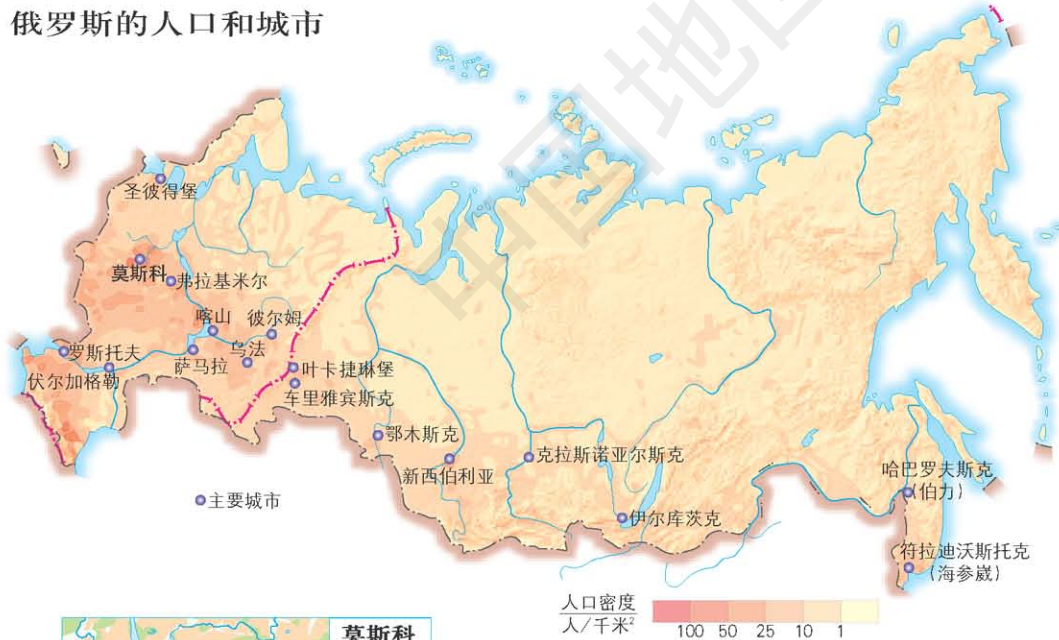 俄罗斯的人口和城市
中国地图
圣彼得堡
莫斯科
弗拉基米尔
喀山
彼尔姆
罗斯托夫
萨马拉
乌法
叶卡捷琳堡
伏尔加格勒
车里雅宾斯克
鄂木斯克
新西伯利亚
克拉斯诺亚尔斯克
哈巴罗夫斯克
(伯力)
主要城市
伊尔库茨克
符拉迪沃斯托克
(海参崴)
人口密度
人/千米²
100 50 25 10 1
莫斯科